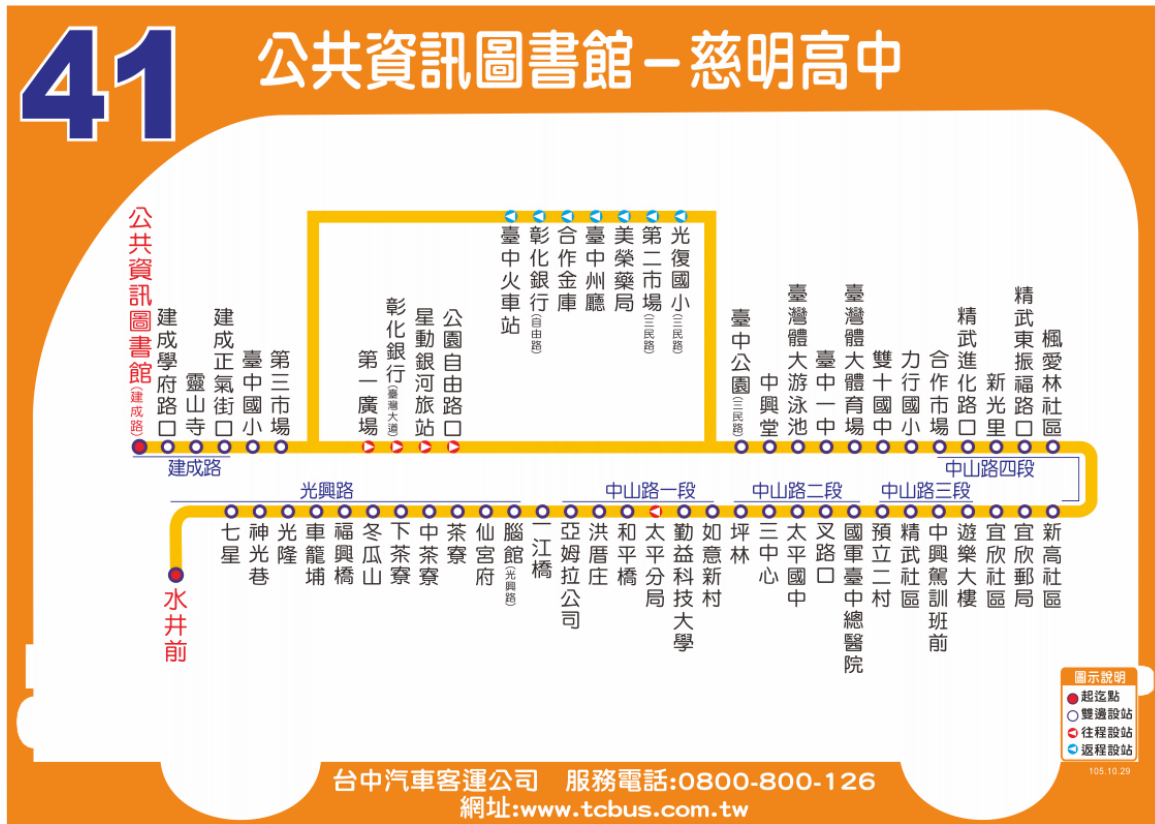 41
公共資訊圖書館－慈明高中
臺中火車站
彰化銀行(自由路)
合作金庫
臺中州廳
美榮藥局
第二市場(三民路)
光復國小(三民路)
公共資訊圖書館(建成路)
建成學府路口
靈山寺
建成正氣街口
臺中國小
第三市場
第一廣場
彰化銀行(臺灣大道)
星動銀河旅站
公園自由路口
臺中公園(三民路)
中興堂
臺灣體大游泳池
臺中一中
臺灣體大體育場
雙十國中
力行國小
合作市場
精武進化路口
新光里
精武東振福路口
楓愛林社區
建成路
中山路四段
光興路
中山路一段
中山路二段
中山路三段
水井前
七星
神光巷
光隆
車籠埔
福興橋
冬瓜山
下茶寮
中茶寮
茶寮
仙宮府
腦館(光興路)
一江橋
亞姆拉公司
洪厝庄
和平橋
太平分局
勤益科技大學
如意新村
坪林
三中心
太平國中
叉路口
國軍臺中總醫院
預立二村
精武社區
中興駕訓班前
遊樂大樓
宜欣社區
宜欣郵局
新高社區
圖示說明
起迄點
雙邊設站
往程設站
返程設站
105.10.29
台中汽車客運公司 服務電話:0800-800-126
網址:www.tcbus.com.tw